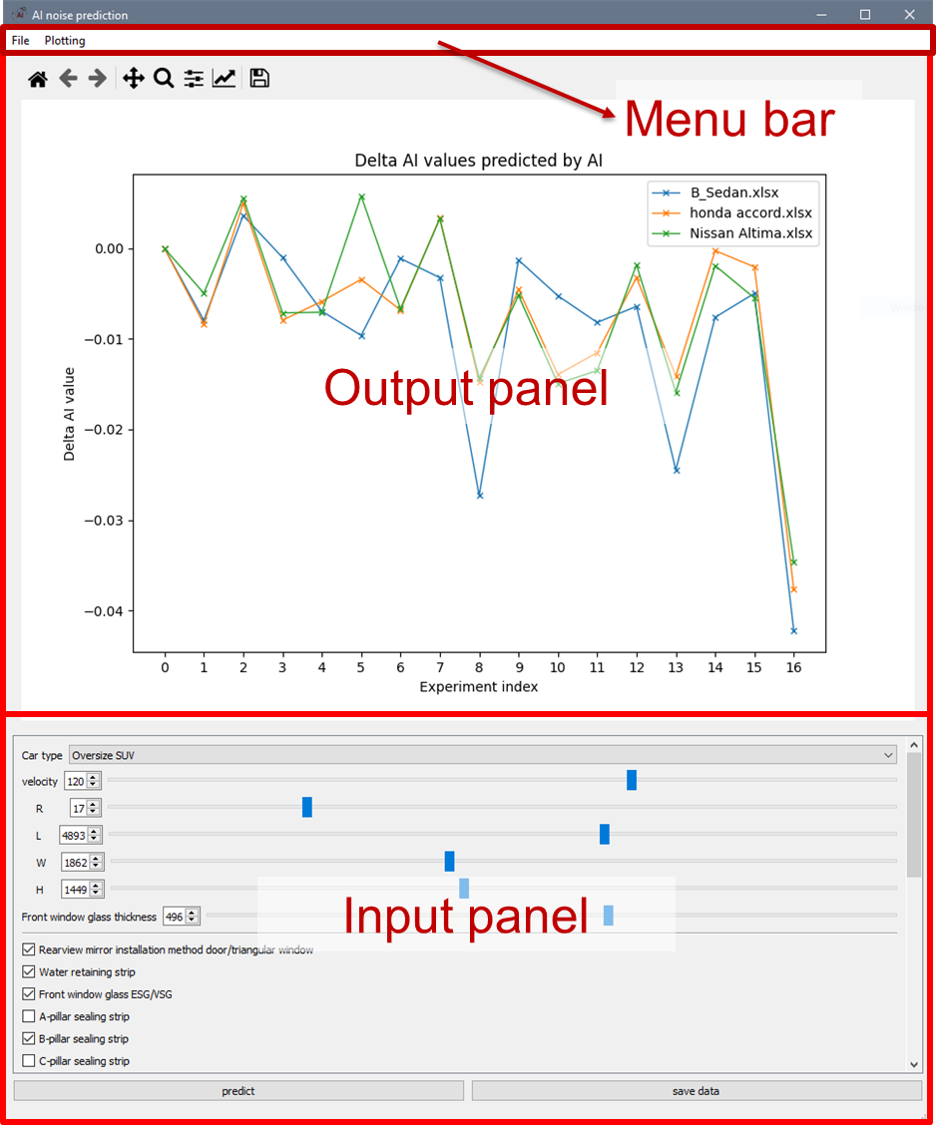 AI noise prediction
File Plotting
Menu bar
Delta AI values predicted by AI
B_Sedan.xlsx
honda accord.xlsx
Nissan Altima.xlsx
0.00
−0.01
−0.02
−0.03
−0.04
Delta AI value
Output panel
0 1 2 3 4 5 6 7 8 9 10 11 12 13 14 15 16
Experiment index
Car type Oversize SUV
velocity 120
R 17
L 4893
W 1862
H 1449
Input panel
Front window glass thickness 496
Rearview mirror installation method door/triangular window
Water retaining strip
Front window glass ESG/VSG
A-pillar sealing strip
B-pillar sealing strip
C-pillar sealing strip
predict save data